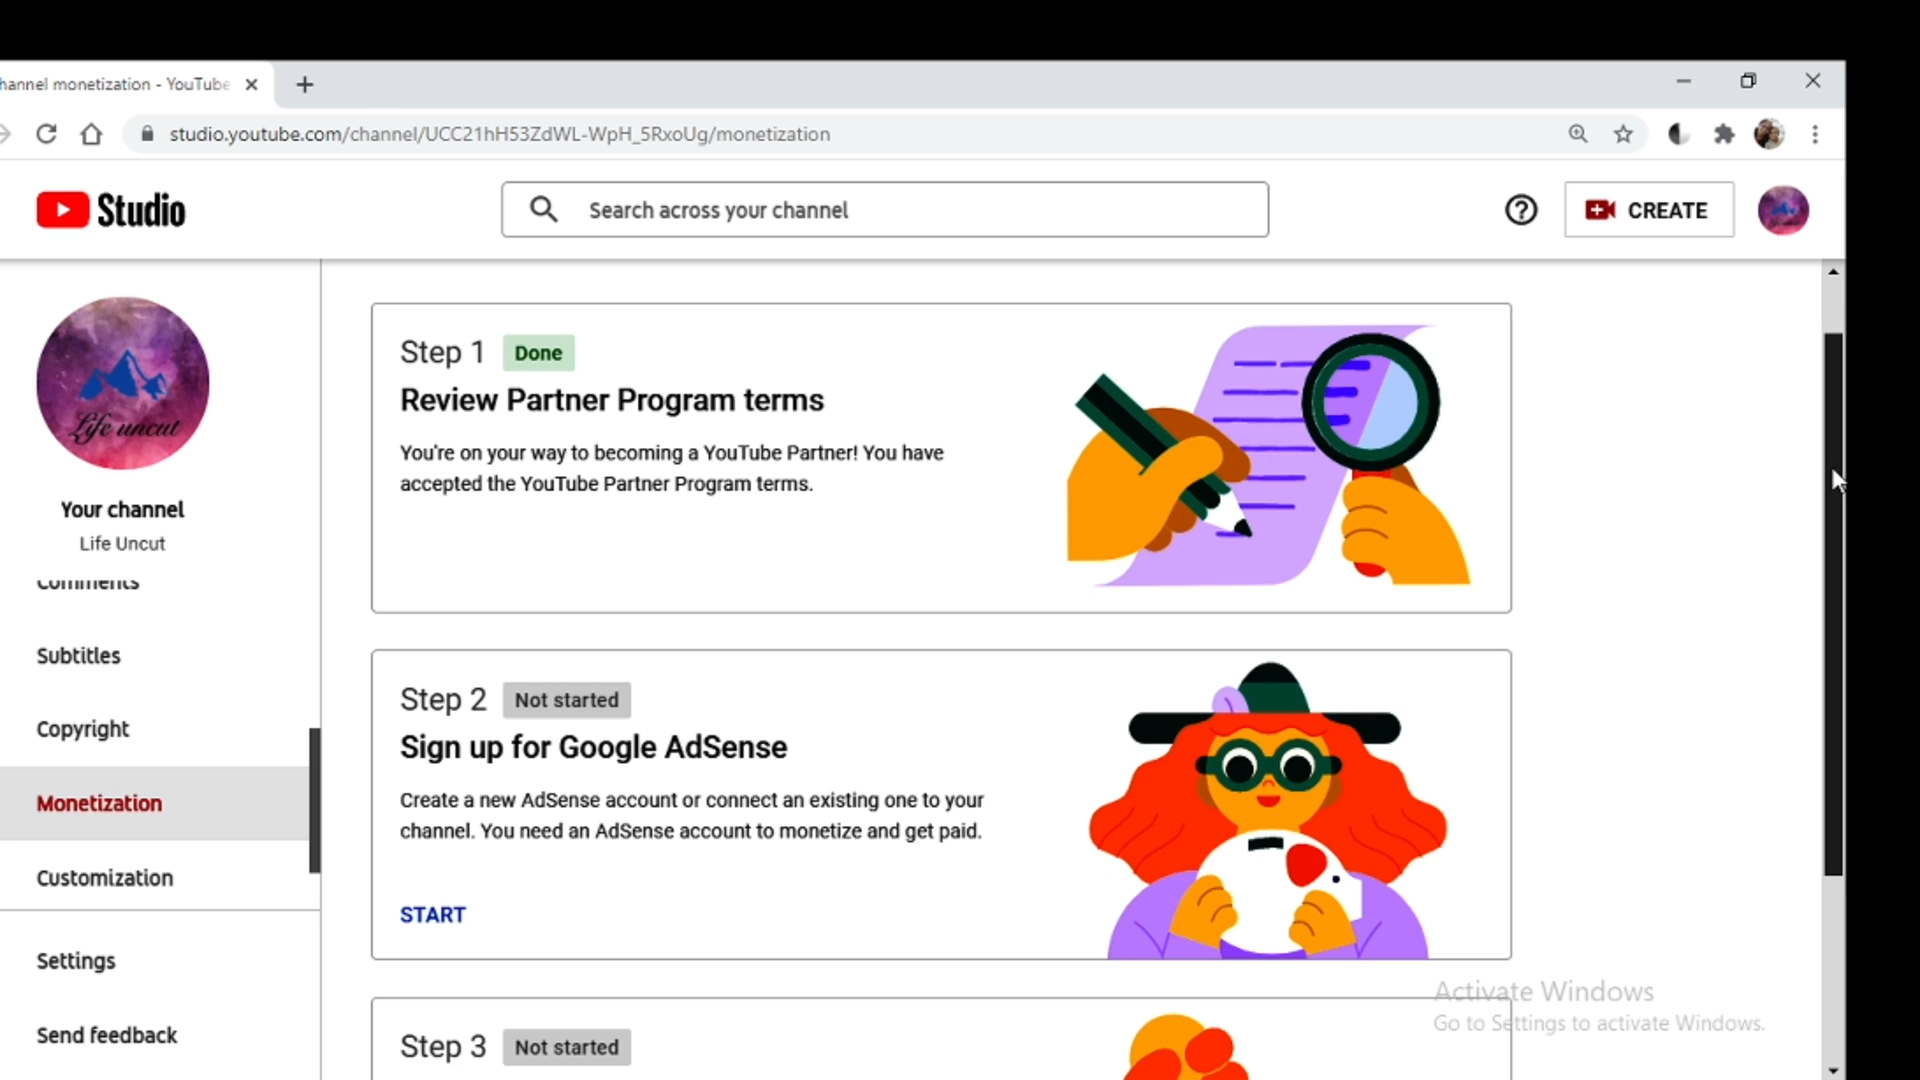 hannel monetization - YouTube
studio.youtube.com/channel/UCC21hH53ZdWL-WpH_5RxoUg/monetization
Studio
Search across your channel
CREATE
Life uncut
Your channel
Life Uncut
Comments
Subtitles
Copyright
Monetization
Customization
Settings
Send feedback
Step 1 Done
Review Partner Program terms
You're on your way to becoming a YouTube Partner! You have
accepted the YouTube Partner Program terms.
Step 2 Not started
Sign up for Google AdSense
Create a new AdSense account or connect an existing one to your
channel. You need an AdSense account to monetize and get paid.
START
Step 3 Not started
Activate Windows
Go to Settings to activate Windows.